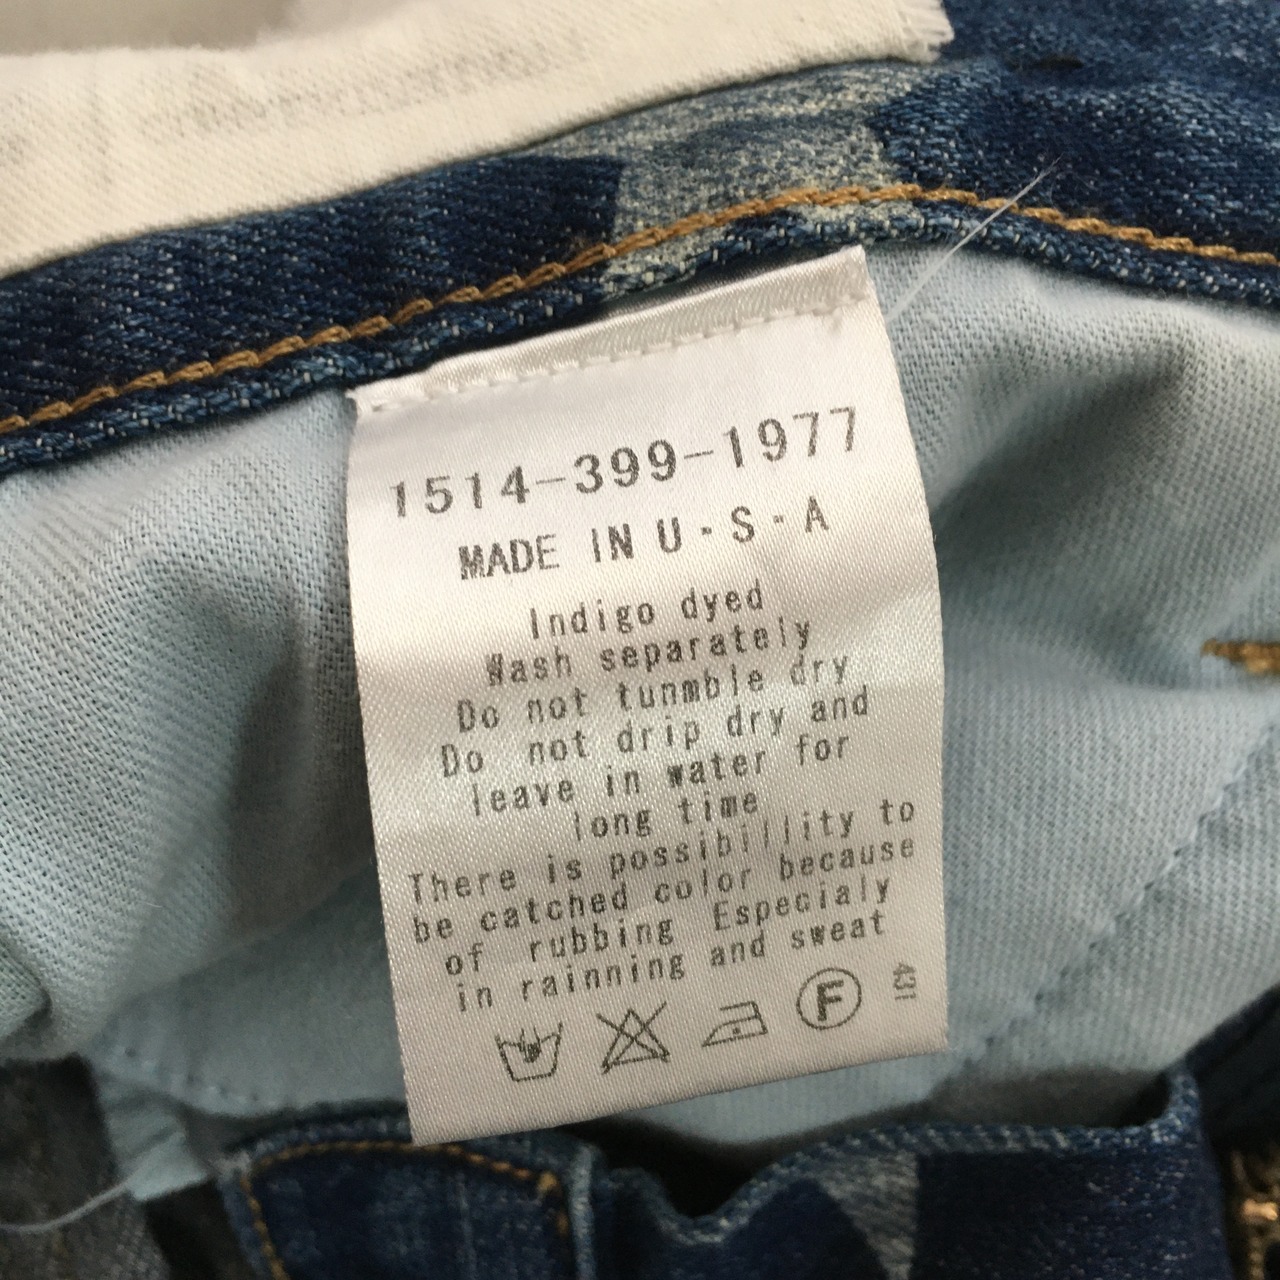 1514-399-1977
MADE IN U·S·A
Indigo dyed
Wash separately
Do not tunmble dry
Do not drip dry and
leave in water for
long time
There is possibillity to
be catched color because
of rubbing Especialy
in rainning and sweat
F